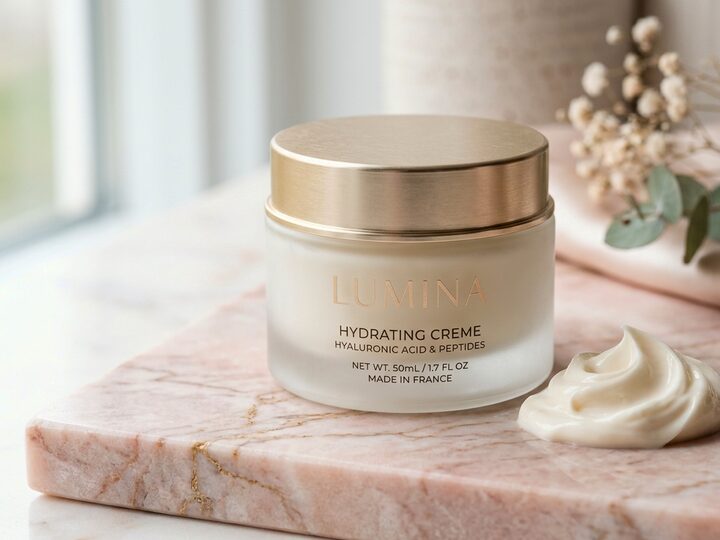 LUMINA
HYDRATING CREME
HYALURONIC ACID & PEPTIDES
NET WT. 50mL / 1.7 FL OZ
MADE IN FRANCE